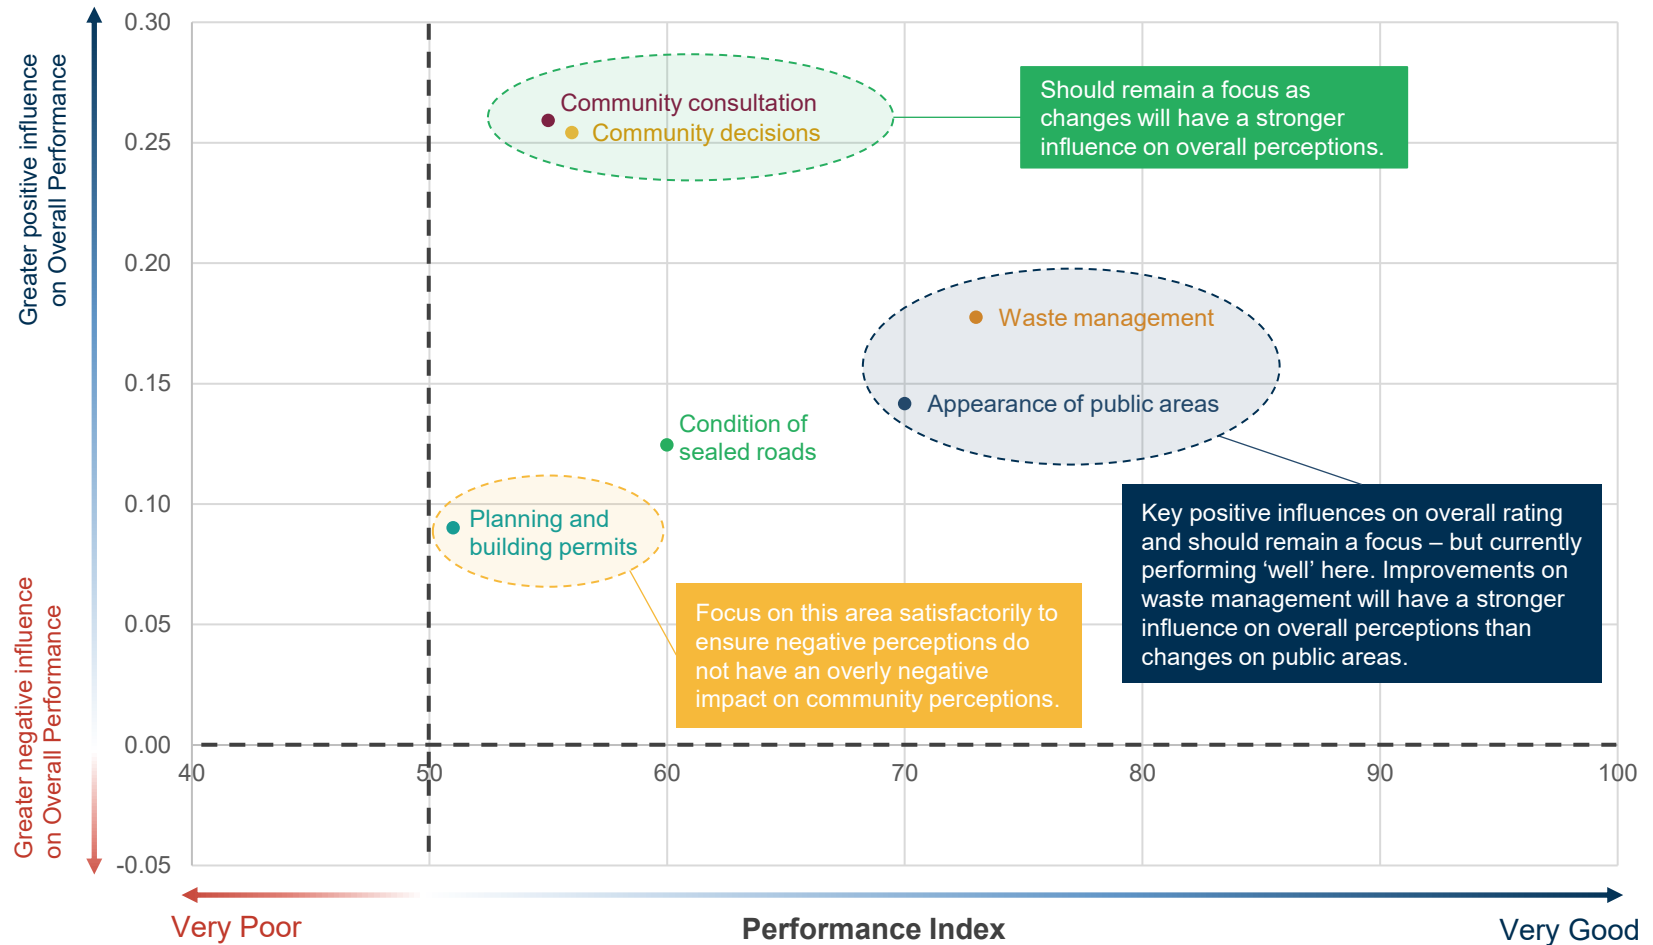 Greater positive influence
on Overall Performance
Greater negative influence
on Overall Performance
0.30
0.25
0.20
0.15
0.10
0.05
0.00
-0.05
Community consultation
Community decisions
Should remain a focus as
changes will have a stronger
influence on overall perceptions.
Waste management
Appearance of public areas
Condition of
sealed roads
Planning and
building permits
Key positive influences on overall rating
and should remain a focus – but currently
performing ‘well’ here. Improvements on
waste management will have a stronger
influence on overall perceptions than
changes on public areas.
Focus on this area satisfactorily to
ensure negative perceptions do
not have an overly negative
impact on community perceptions.
40
50
60
70
80
90
100
Very Poor
Performance Index
Very Good